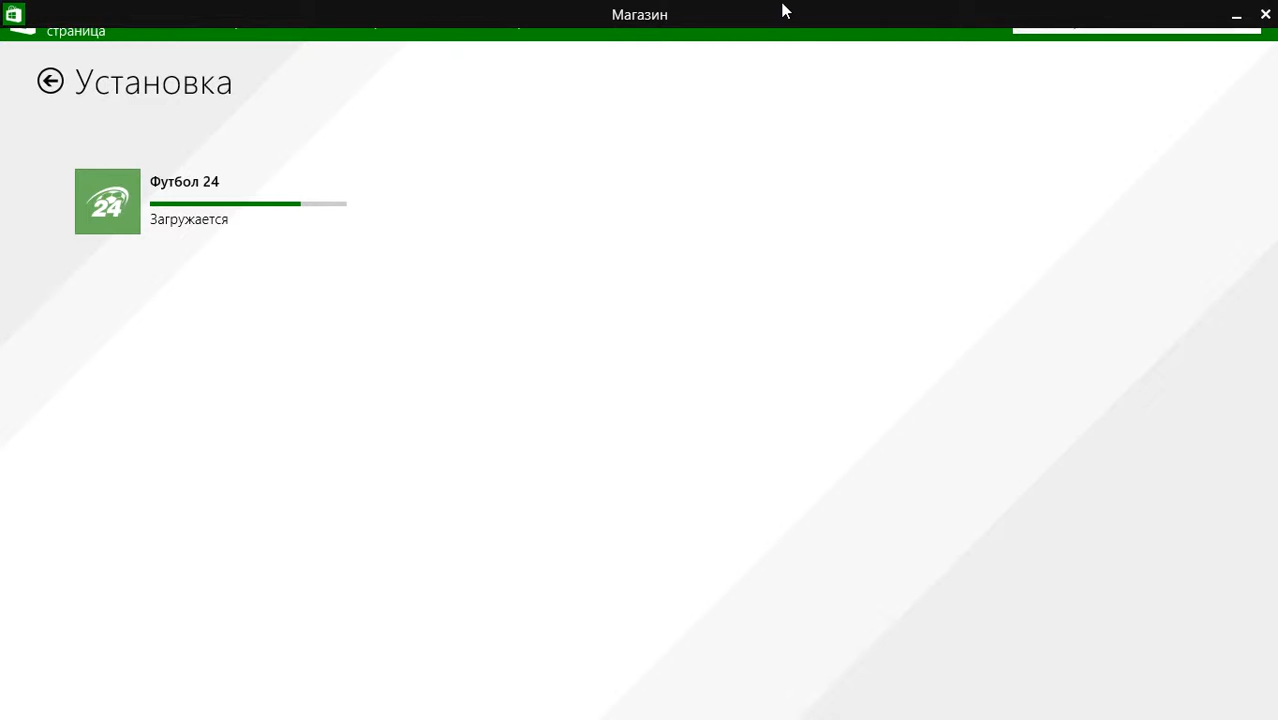 Магазин
страница
Установка
Футбол 24
24
Загружается